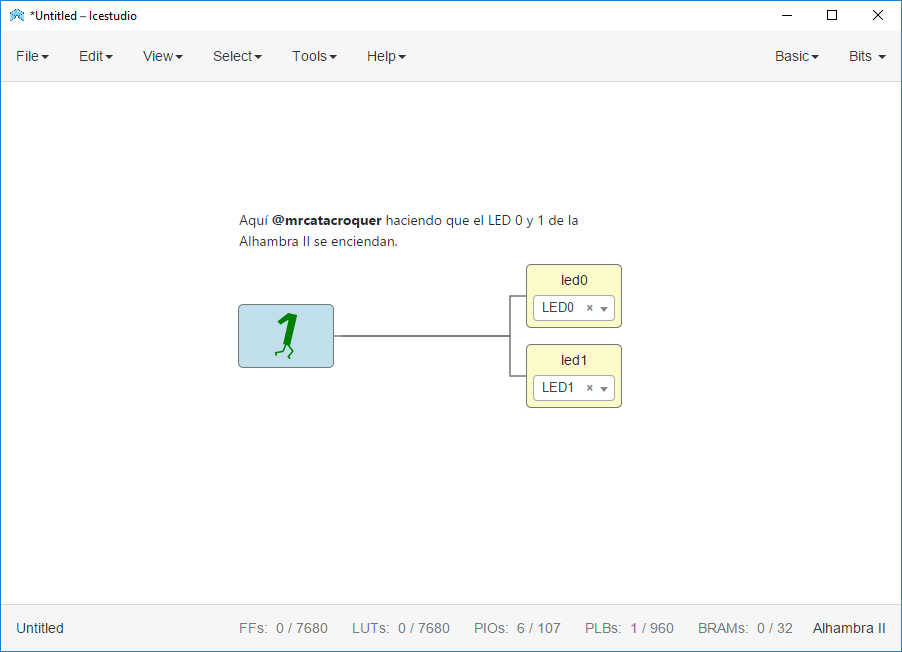 *Untitled – Icestudio
File Edit View Select Tools Help Basic Bits
Aquí @mrcatacroquer haciendo que el LED 0 y 1 de la
Alhambra II se enciendan.
led0
LED0 ×
1
led1
LED1 ×
Untitled FFs: 0 / 7680 LUTs: 0 / 7680 PIOs: 6 / 107 PLBs: 1 / 960 BRAMs: 0 / 32 Alhambra II